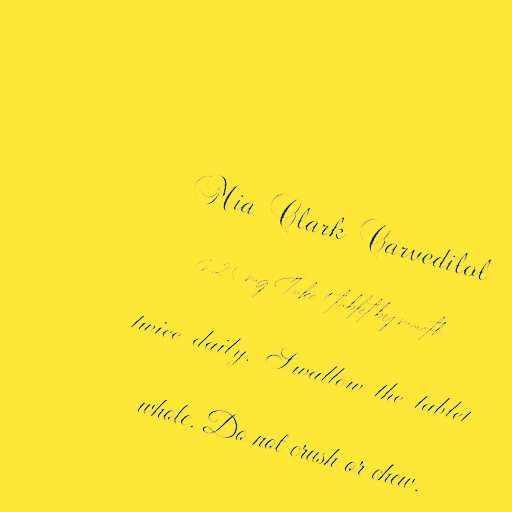 Mia Clark Carvedilol
6.25 mg Take 1 tablet by mouth
twice daily. Swallow the tablet
whole. Do not crush or chew.